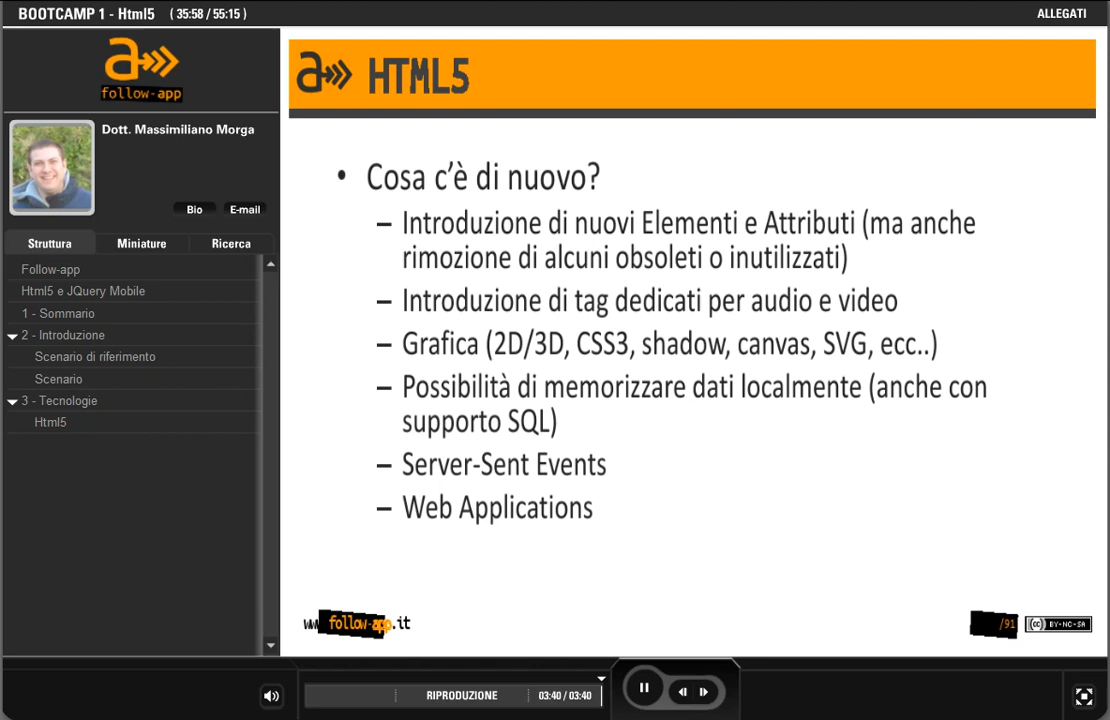 BOOTCAMP 1 - Html5 ( 35:58 / 55:15 )
ALLEGATI
a
follow-app
Dott. Massimiliano Morga
Bio E-mail
Struttura Miniature Ricerca
Follow-app
Html5 e JQuery Mobile
1 - Sommario
2 - Introduzione
Scenario di riferimento
Scenario
3 - Tecnologie
Html5
a HTML5
• Cosa c'è di nuovo?
– Introduzione di nuovi Elementi e Attributi (ma anche
rimozione di alcuni obsoleti o inutilizzati)
– Introduzione di tag dedicati per audio e video
– Grafica (2D/3D, CSS3, shadow, canvas, SVG, ecc..)
– Possibilità di memorizzare dati localmente (anche con
supporto SQL)
– Server-Sent Events
– Web Applications
www.follow-app.it
/91
cc BY-NC-SA
RIPRODUZIONE 03:40 / 03:40